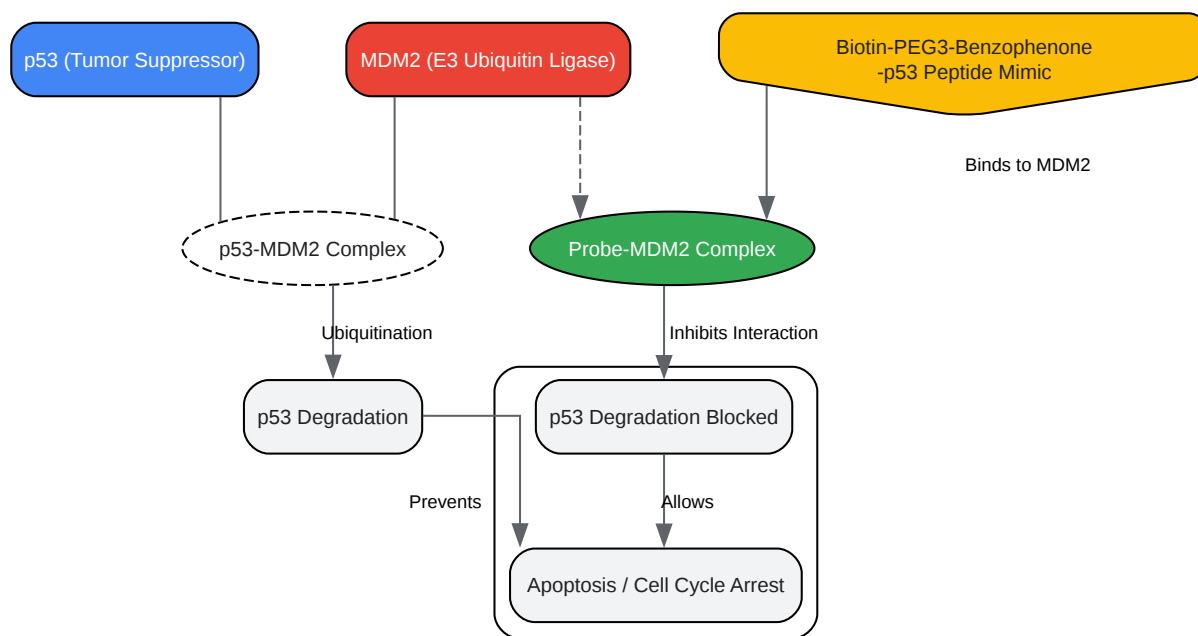 p53 (Tumor Suppressor)
MDM2 (E3 Ubiquitin Ligase)
Biotin-PEG3-Benzophenone
-p53 Peptide Mimic
Binds to MDM2
p53-MDM2 Complex
Probe-MDM2 Complex
Ubiquitination
Inhibits Interaction
p53 Degradation
p53 Degradation Blocked
Prevents
Allows
Apoptosis / Cell Cycle Arrest